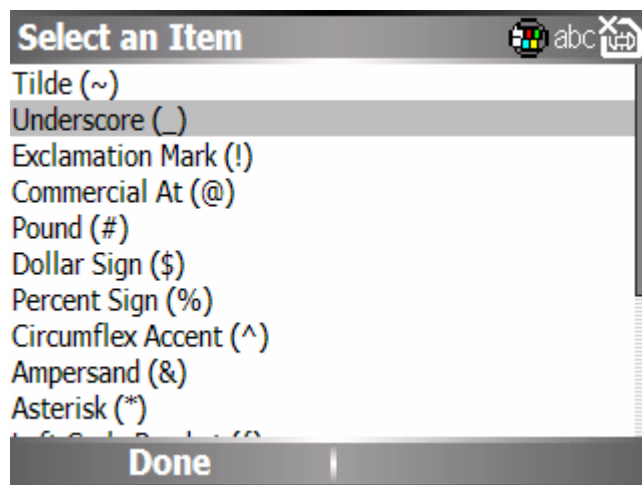 Select an Item
abc
Tilde (~)
Underscore (_)
Exclamation Mark (!)
Commercial At (@)
Pound (#)
Dollar Sign ($)
Percent Sign (%)
Circumflex Accent (^)
Ampersand (&)
Asterisk (*)
Done